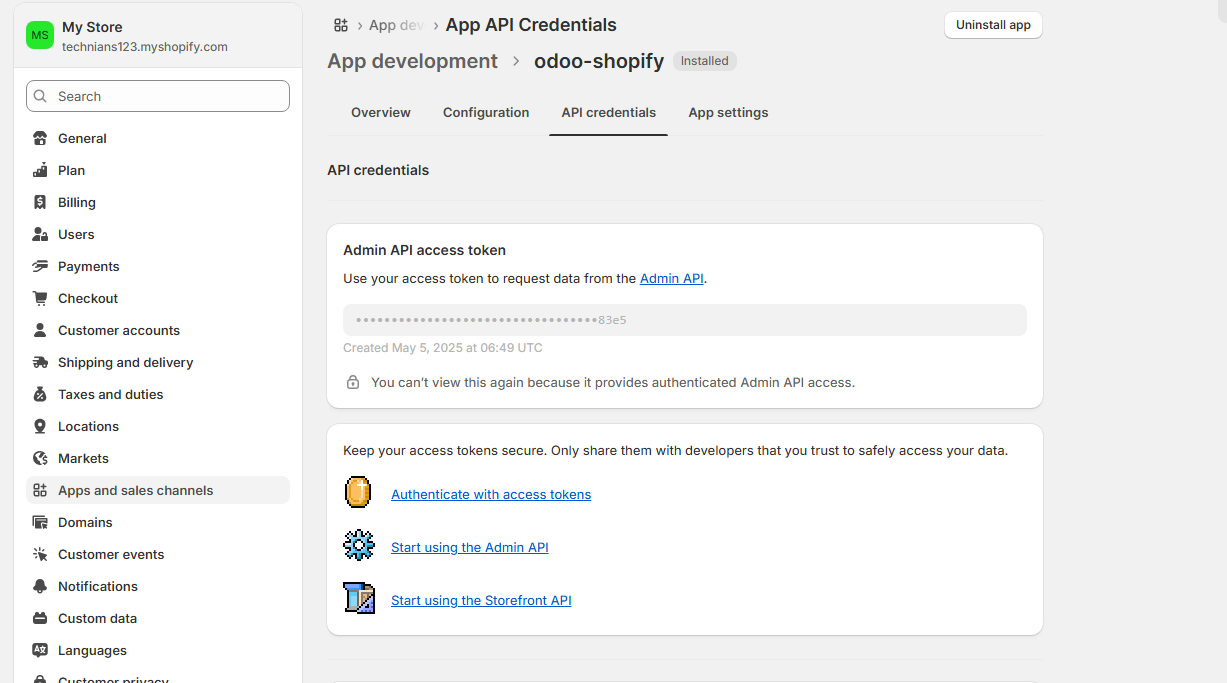 MS
My Store
technians123.myshopify.com
Search
General
Plan
Billing
Users
Payments
Checkout
Customer accounts
Shipping and delivery
Taxes and duties
Locations
Markets
Apps and sales channels
Domains
Customer events
Notifications
Custom data
Languages
Customer privacy
App dev › App API Credentials
Uninstall app
App development › odoo-shopify Installed
Overview Configuration API credentials App settings
API credentials
Admin API access token
Use your access token to request data from the Admin API.
••••••••••••••••••••••••••••••••••83e5
Created May 5, 2025 at 06:49 UTC
You can't view this again because it provides authenticated Admin API access.
Keep your access tokens secure. Only share them with developers that you trust to safely access your data.
Authenticate with access tokens
Start using the Admin API
Start using the Storefront API